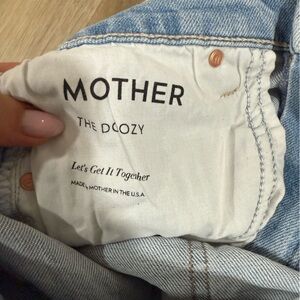 MOTHER
THE DOOZY
Let's Get It Together
MADE by MOTHER IN THE U.S.A.